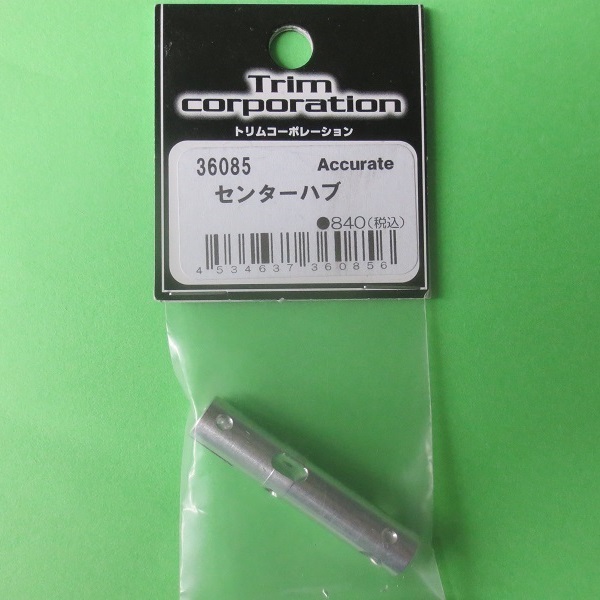 Trim
corporation
トリムコーポレーション
36085 Accurate
センターハブ
●840(税込)
4 534637 360856